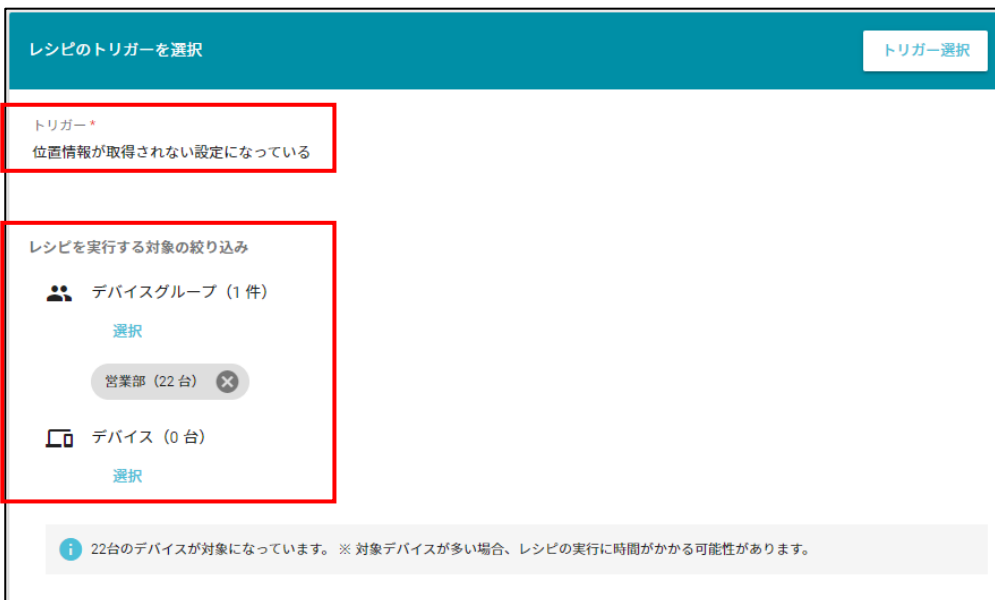 レシピのトリガーを選択
トリガー選択
トリガー *
位置情報が取得されない設定になっている
レシピを実行する対象の絞り込み
デバイスグループ（1 件）
選択
営業部（22 台）
デバイス（0 台）
選択
22台のデバイスが対象になっています。 ※ 対象デバイスが多い場合、レシピの実行に時間がかかる可能性があります。